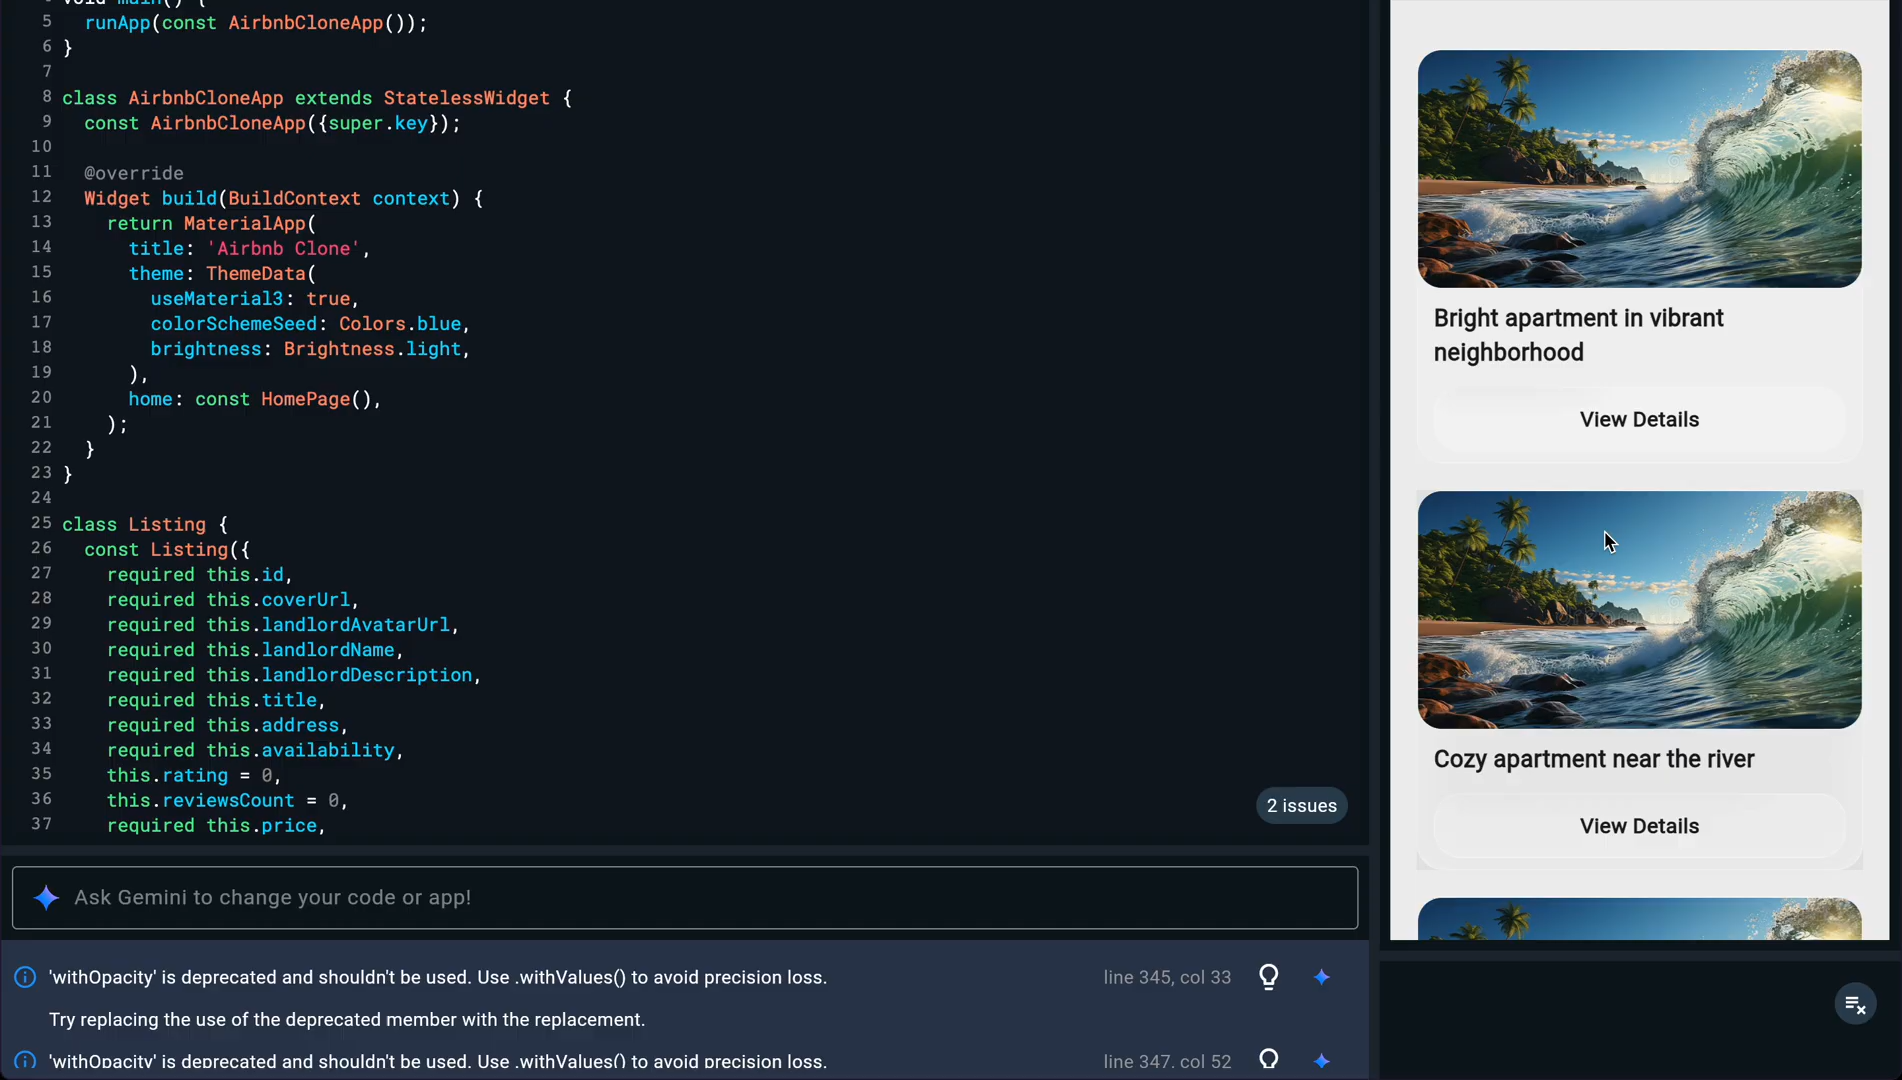 void main() {
5 runApp(const AirbnbCloneApp());
6 }
7
8 class AirbnbCloneApp extends StatelessWidget {
9 const AirbnbCloneApp({super.key});
10
11 @override
12 Widget build(BuildContext context) {
13 return MaterialApp(
14 title: 'Airbnb Clone',
15 theme: ThemeData(
16 useMaterial3: true,
17 colorSchemeSeed: Colors.blue,
18 brightness: Brightness.light,
19 ),
20 home: const HomePage(),
21 );
22 }
23 }
24
25 class Listing {
26 const Listing({
27 required this.id,
28 required this.coverUrl,
29 required this.landlordAvatarUrl,
30 required this.landlordName,
31 required this.landlordDescription,
32 required this.title,
33 required this.address,
34 required this.availability,
35 this.rating = 0,
36 this.reviewsCount = 0,
37 required this.price,
2 issues
Ask Gemini to change your code or app!
'withOpacity' is deprecated and shouldn't be used. Use .withValues() to avoid precision loss. line 345, col 33
Try replacing the use of the deprecated member with the replacement.
'withOpacity' is deprecated and shouldn't be used. Use .withValues() to avoid precision loss. line 347, col 52
Bright apartment in vibrant
neighborhood
View Details
Cozy apartment near the river
View Details